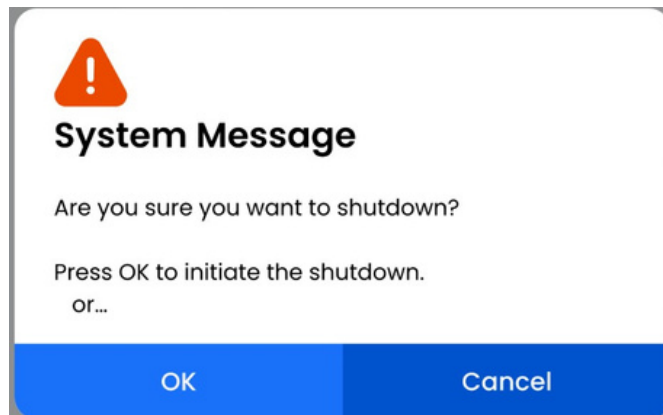 System Message
Are you sure you want to shutdown?
Press OK to initiate the shutdown.
or...
OK
Cancel